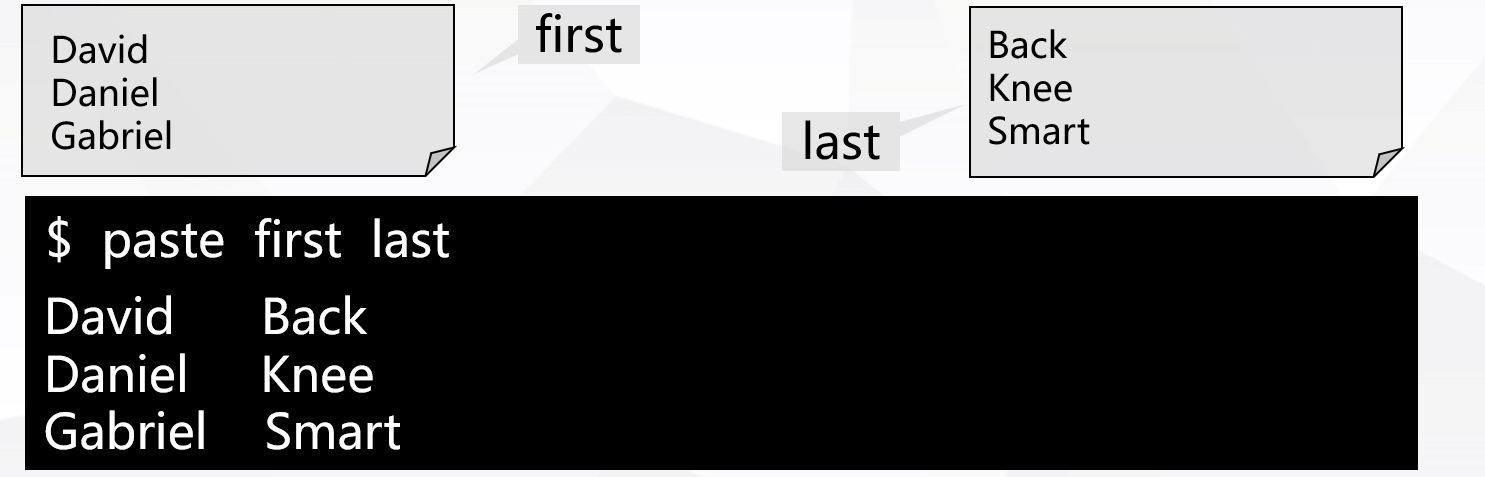 David
Daniel
Gabriel
first
last
Back
Knee
Smart
$ paste first last
David Back
Daniel Knee
Gabriel Smart